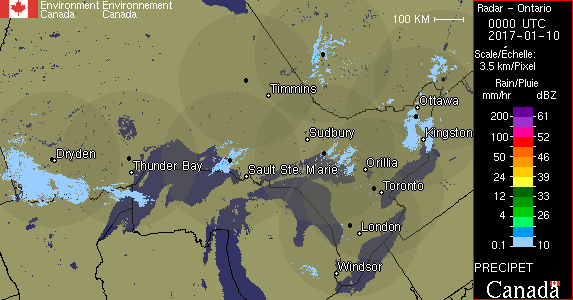 Environment Environnement
Canada Canada
100 KM
Timmins
Ottawa
Sudbury
Kingston
Dryden
Thunder Bay
Sault Ste. Marie
Orillia
Toronto
London
Windsor
Radar - Ontario
0000 UTC
2017-01-10
Scale/Échelle:
3.5 km/Pixel
Rain/Pluie
mm/hr dBZ
200 61
100 52
50 46
24 39
12 33
4 26
0.1 10
PRECIPET
Canada